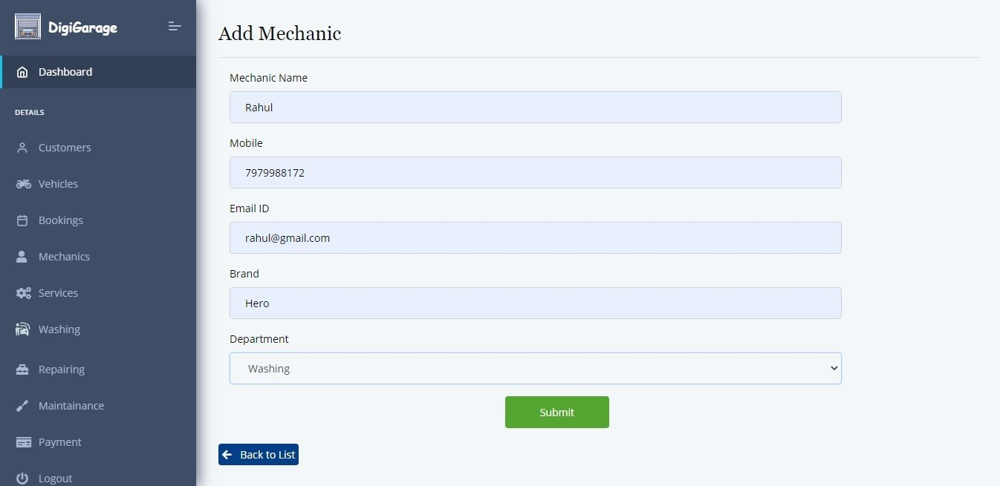 DigiGarage
Dashboard
DETAILS
Customers
Vehicles
Bookings
Mechanics
Services
Washing
Repairing
Maintainance
Payment
Logout
Add Mechanic
Mechanic Name
Rahul
Mobile
7979988172
Email ID
rahul@gmail.com
Brand
Hero
Department
Washing
Submit
Back to List